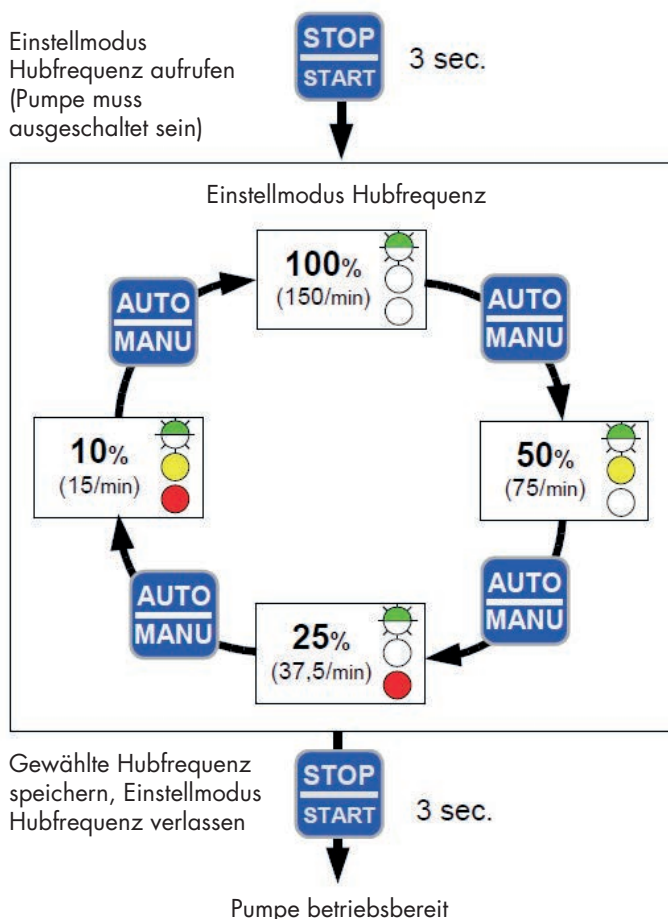 Einstellmodus
Hubfrequenz aufrufen
(Pumpe muss
ausgeschaltet sein)
STOP
START
3 sec.
Einstellmodus Hubfrequenz
100%
(150/min)
AUTO
MANU
AUTO
MANU
10%
(15/min)
50%
(75/min)
AUTO
MANU
25%
(37,5/min)
AUTO
MANU
Gewählte Hubfrequenz
speichern, Einstellmodus
Hubfrequenz verlassen
STOP
START
3 sec.
Pumpe betriebsbereit